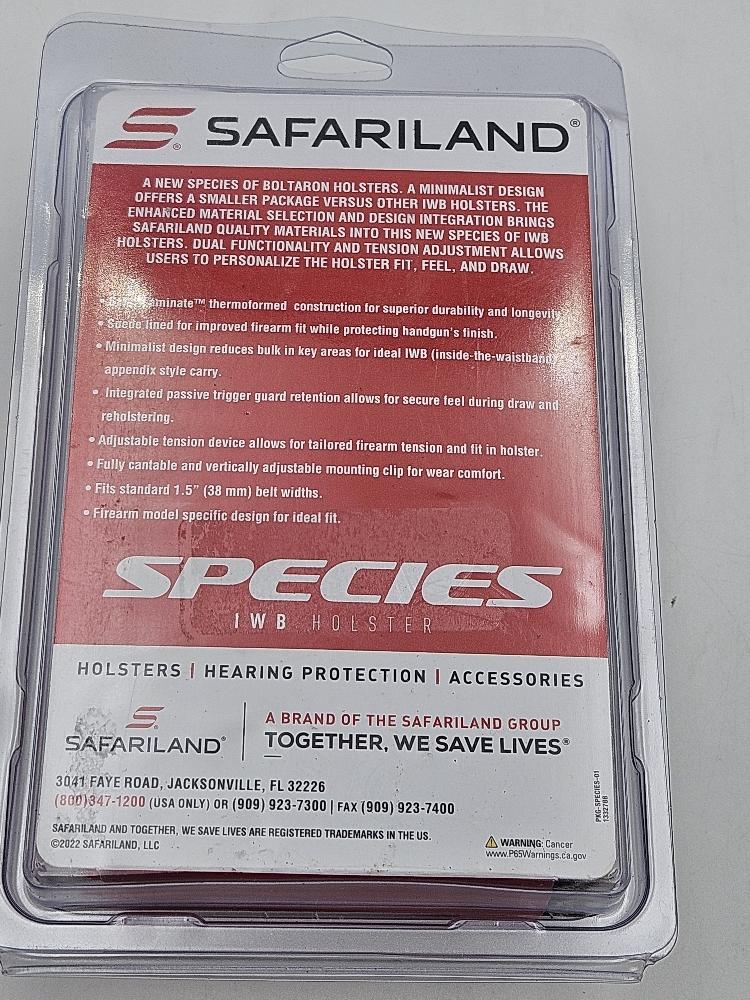 SAFARILAND®
A NEW SPECIES OF BOLTARON HOLSTERS. A MINIMALIST DESIGN
OFFERS A SMALLER PACKAGE VERSUS OTHER IWB HOLSTERS. THE
ENHANCED MATERIAL SELECTION AND DESIGN INTEGRATION BRINGS
SAFARILAND QUALITY MATERIALS INTO THIS NEW SPECIES OF IWB
HOLSTERS. DUAL FUNCTIONALITY AND TENSION ADJUSTMENT ALLOWS
USERS TO PERSONALIZE THE HOLSTER FIT, FEEL, AND DRAW.
• thermoformed construction for superior durability and longevity
• Suede lined for improved firearm fit while protecting handgun's finish.
• Minimalist design reduces bulk in key areas for ideal IWB (inside-the-waistband)
appendix style carry.
• Integrated passive trigger guard retention allows for secure feel during draw and
reholstering.
• Adjustable tension device allows for tailored firearm tension and fit in holster.
• Fully cantable and vertically adjustable mounting clip for wear comfort.
• Fits standard 1.5" (38 mm) belt widths.
• Firearm model specific design for ideal fit.
SPECIES
IWB HOLSTER
HOLSTERS | HEARING PROTECTION | ACCESSORIES
SAFARILAND®
A BRAND OF THE SAFARILAND GROUP
TOGETHER, WE SAVE LIVES®
3041 FAYE ROAD, JACKSONVILLE, FL 32226
(800)347-1200 (USA ONLY) OR (909) 923-7300 | FAX (909) 923-7400
SAFARILAND AND TOGETHER, WE SAVE LIVES ARE REGISTERED TRADEMARKS IN THE US.
©2022 SAFARILAND, LLC
PKG-SPECIES-01
1332788
WARNING: Cancer
www.P65Warnings.ca.gov